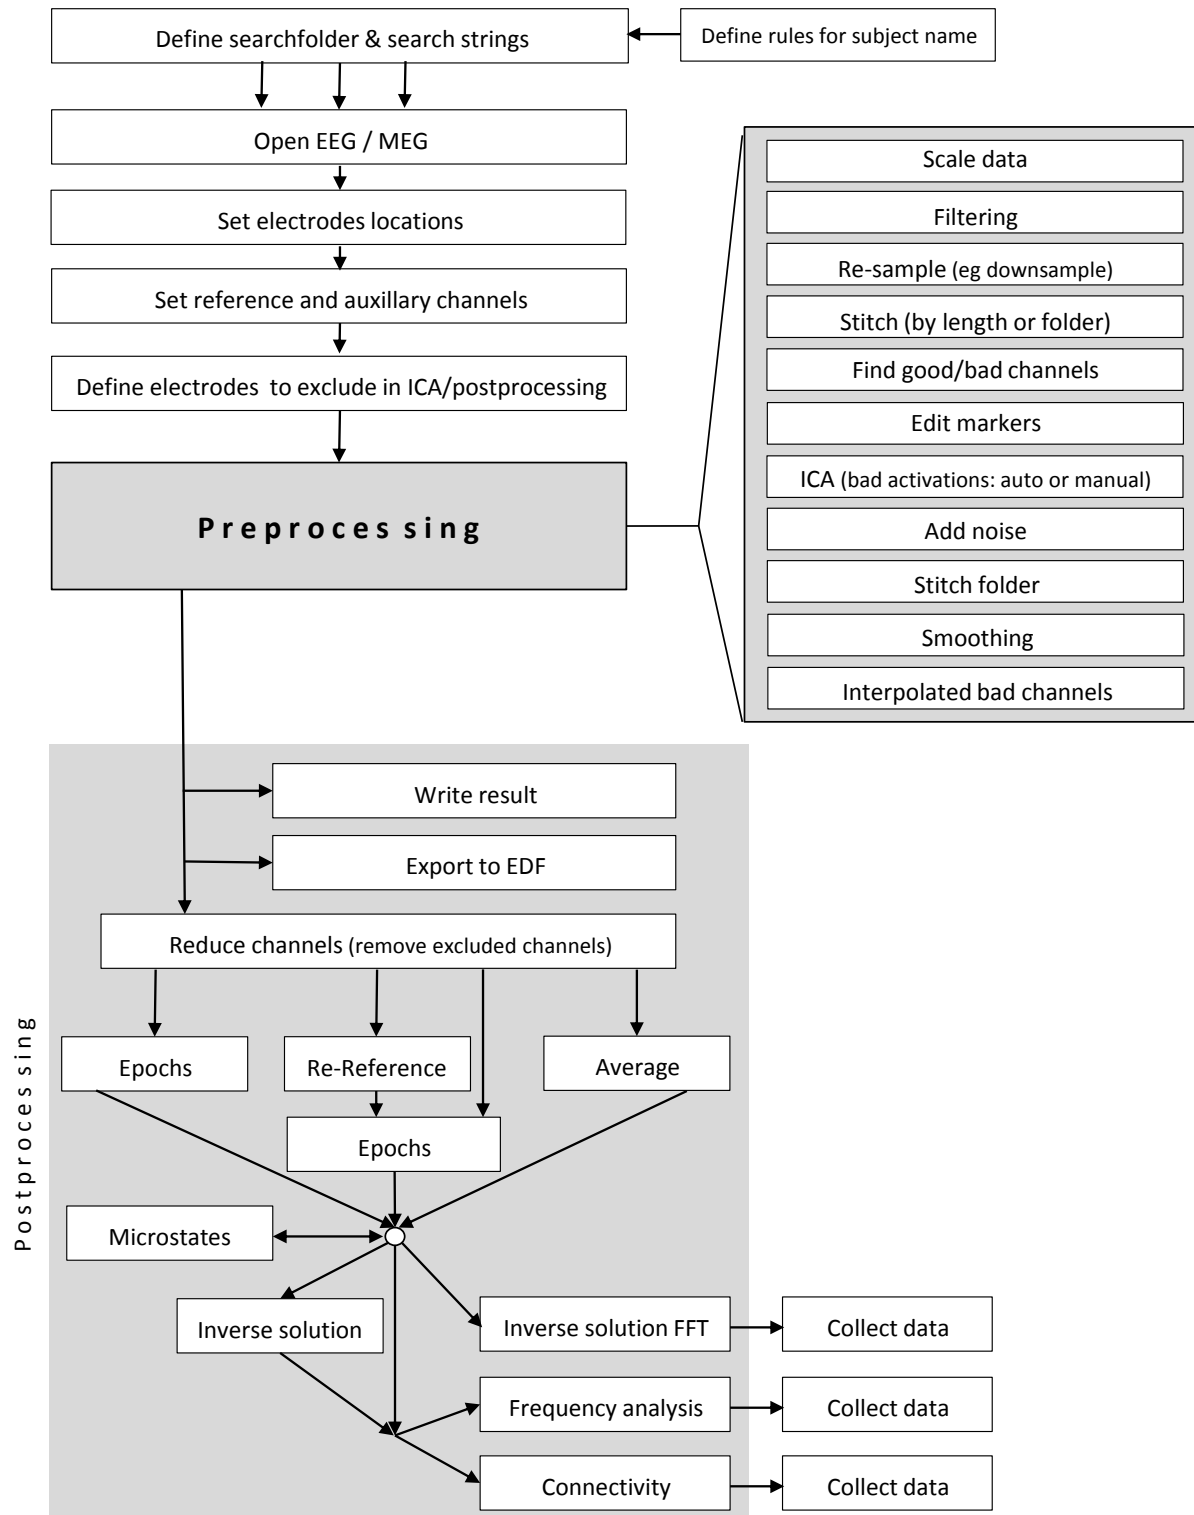 Define searchfolder & search strings
Define rules for subject name
Open EEG / MEG
Set electrodes locations
Set reference and auxillary channels
Define electrodes to exclude in ICA/postprocessing
Preprocessing
Scale data
Filtering
Re-sample (eg downsample)
Stitch (by length or folder)
Find good/bad channels
Edit markers
ICA (bad activations: auto or manual)
Add noise
Stitch folder
Smoothing
Interpolated bad channels
Postprocessing
Write result
Export to EDF
Reduce channels (remove excluded channels)
Epochs
Re-Reference
Average
Epochs
Microstates
Inverse solution
Inverse solution FFT
Collect data
Frequency analysis
Collect data
Connectivity
Collect data